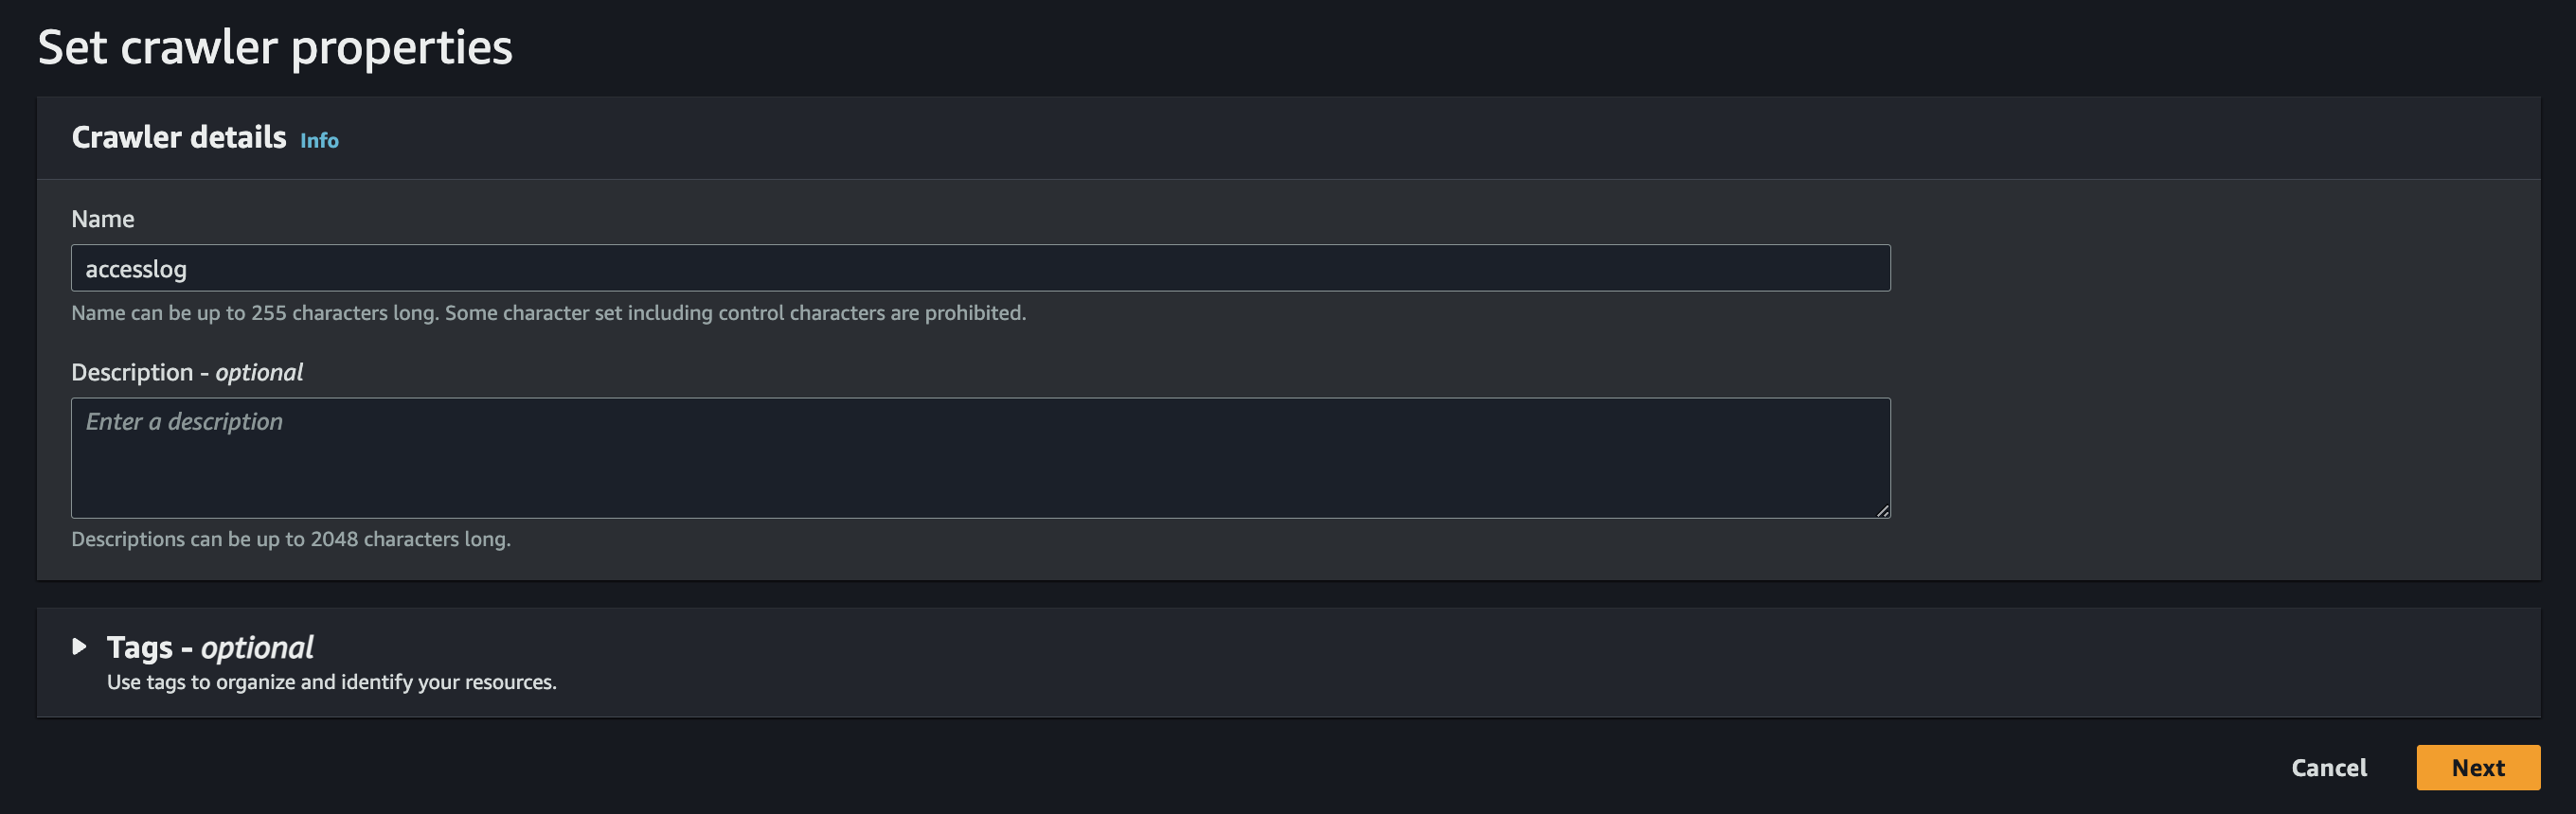 Set crawler properties
Crawler details Info
Name
accesslog
Name can be up to 255 characters long. Some character set including control characters are prohibited.
Description - optional
Enter a description
Descriptions can be up to 2048 characters long.
Tags - optional
Use tags to organize and identify your resources.
Cancel Next